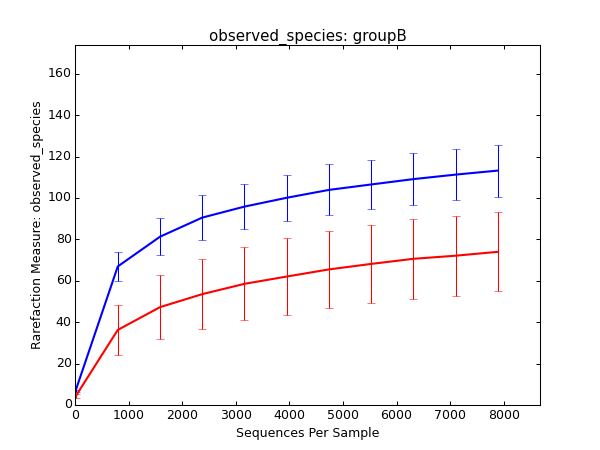 observed_species: groupB
160
140
120
100
80
60
40
20
0
Rarefaction Measure: observed_species
0 1000 2000 3000 4000 5000 6000 7000 8000
Sequences Per Sample